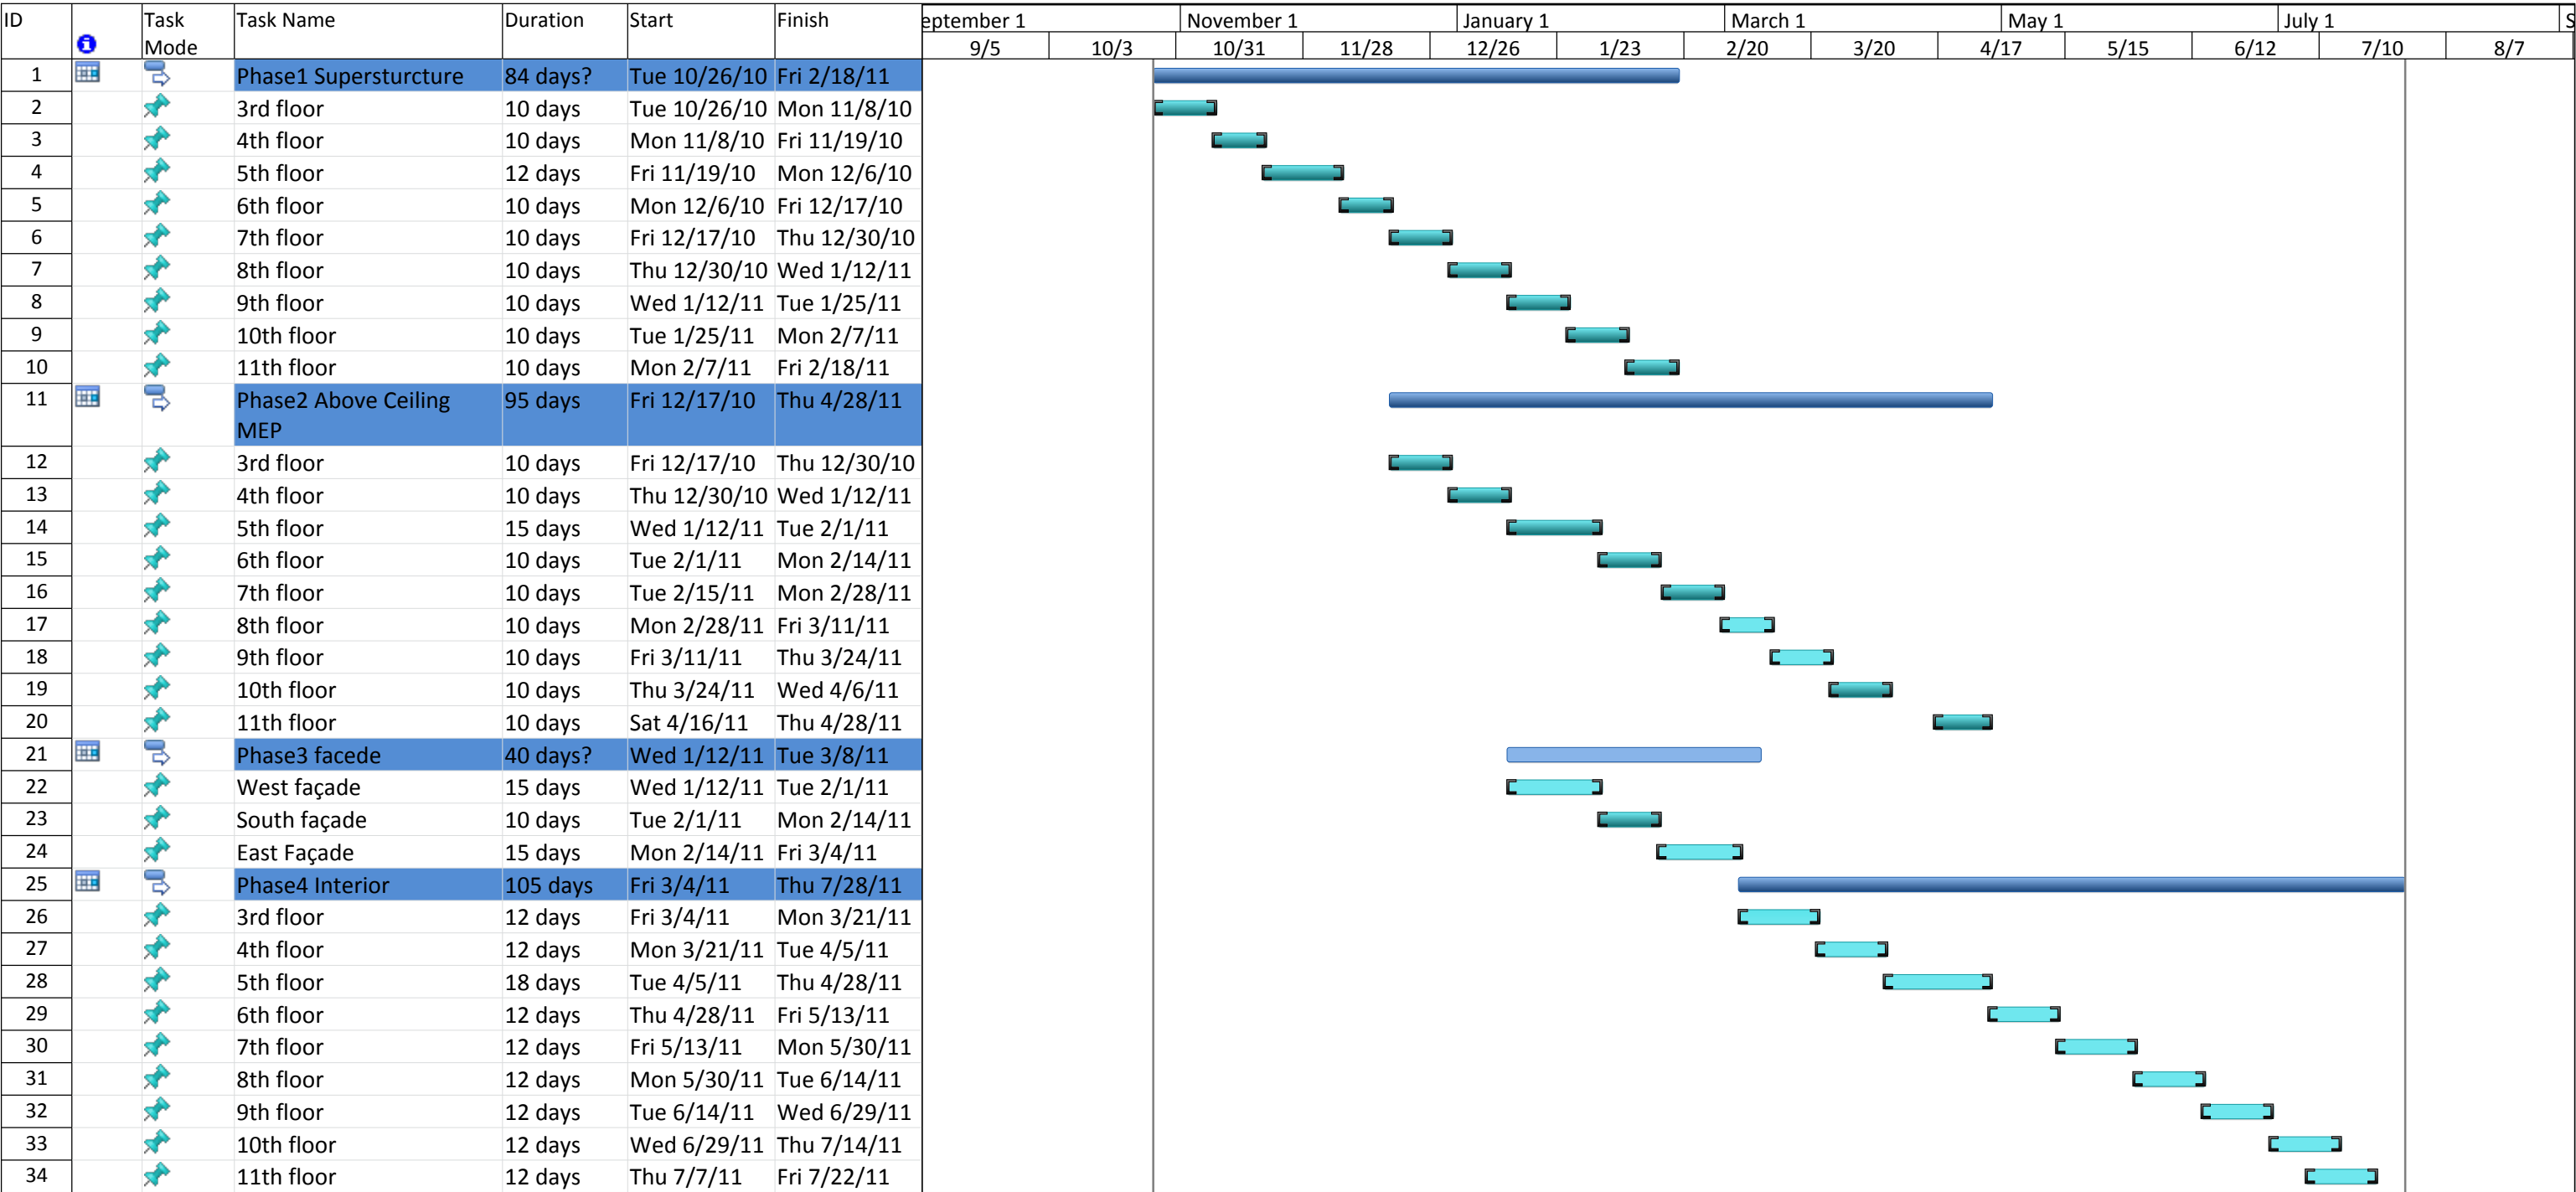 ID Task Mode Task Name Duration Start Finish
eptember 1 November 1 January 1 March 1 May 1 July 1 S
9/5 10/3 10/31 11/28 12/26 1/23 2/20 3/20 4/17 5/15 6/12 7/10 8/7
1 Phase1 Supersturcture 84 days? Tue 10/26/10 Fri 2/18/11
2 3rd floor 10 days Tue 10/26/10 Mon 11/8/10
3 4th floor 10 days Mon 11/8/10 Fri 11/19/10
4 5th floor 12 days Fri 11/19/10 Mon 12/6/10
5 6th floor 10 days Mon 12/6/10 Fri 12/17/10
6 7th floor 10 days Fri 12/17/10 Thu 12/30/10
7 8th floor 10 days Thu 12/30/10 Wed 1/12/11
8 9th floor 10 days Wed 1/12/11 Tue 1/25/11
9 10th floor 10 days Tue 1/25/11 Mon 2/7/11
10 11th floor 10 days Mon 2/7/11 Fri 2/18/11
11 Phase2 Above Ceiling MEP 95 days Fri 12/17/10 Thu 4/28/11
12 3rd floor 10 days Fri 12/17/10 Thu 12/30/10
13 4th floor 10 days Thu 12/30/10 Wed 1/12/11
14 5th floor 15 days Wed 1/12/11 Tue 2/1/11
15 6th floor 10 days Tue 2/1/11 Mon 2/14/11
16 7th floor 10 days Tue 2/15/11 Mon 2/28/11
17 8th floor 10 days Mon 2/28/11 Fri 3/11/11
18 9th floor 10 days Fri 3/11/11 Thu 3/24/11
19 10th floor 10 days Thu 3/24/11 Wed 4/6/11
20 11th floor 10 days Sat 4/16/11 Thu 4/28/11
21 Phase3 facede 40 days? Wed 1/12/11 Tue 3/8/11
22 West façade 15 days Wed 1/12/11 Tue 2/1/11
23 South façade 10 days Tue 2/1/11 Mon 2/14/11
24 East Façade 15 days Mon 2/14/11 Fri 3/4/11
25 Phase4 Interior 105 days Fri 3/4/11 Thu 7/28/11
26 3rd floor 12 days Fri 3/4/11 Mon 3/21/11
27 4th floor 12 days Mon 3/21/11 Tue 4/5/11
28 5th floor 18 days Tue 4/5/11 Thu 4/28/11
29 6th floor 12 days Thu 4/28/11 Fri 5/13/11
30 7th floor 12 days Fri 5/13/11 Mon 5/30/11
31 8th floor 12 days Mon 5/30/11 Tue 6/14/11
32 9th floor 12 days Tue 6/14/11 Wed 6/29/11
33 10th floor 12 days Wed 6/29/11 Thu 7/14/11
34 11th floor 12 days Thu 7/7/11 Fri 7/22/11